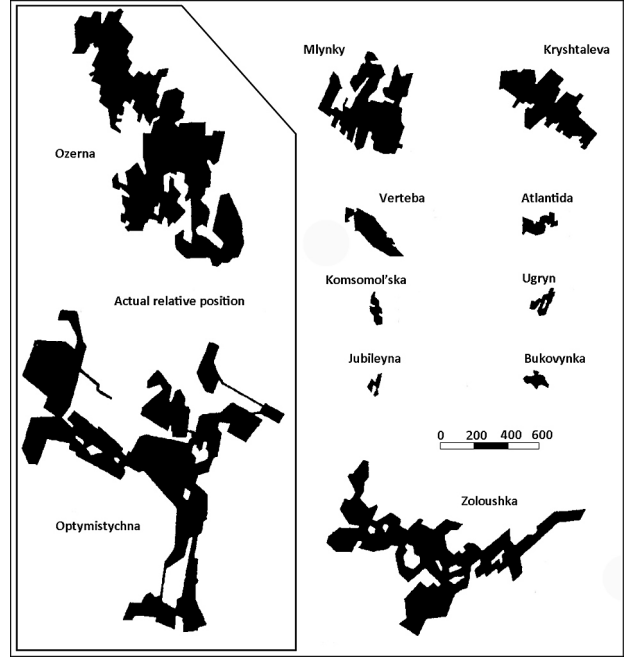 Mlynky
Kryshtaleva
Ozerna
Verteba
Atlantida
Actual relative position
Komsomol'ska
Ugryn
Jubileyna
Bukovynka
0 200 400 600
Zoloushka
Optymistychna